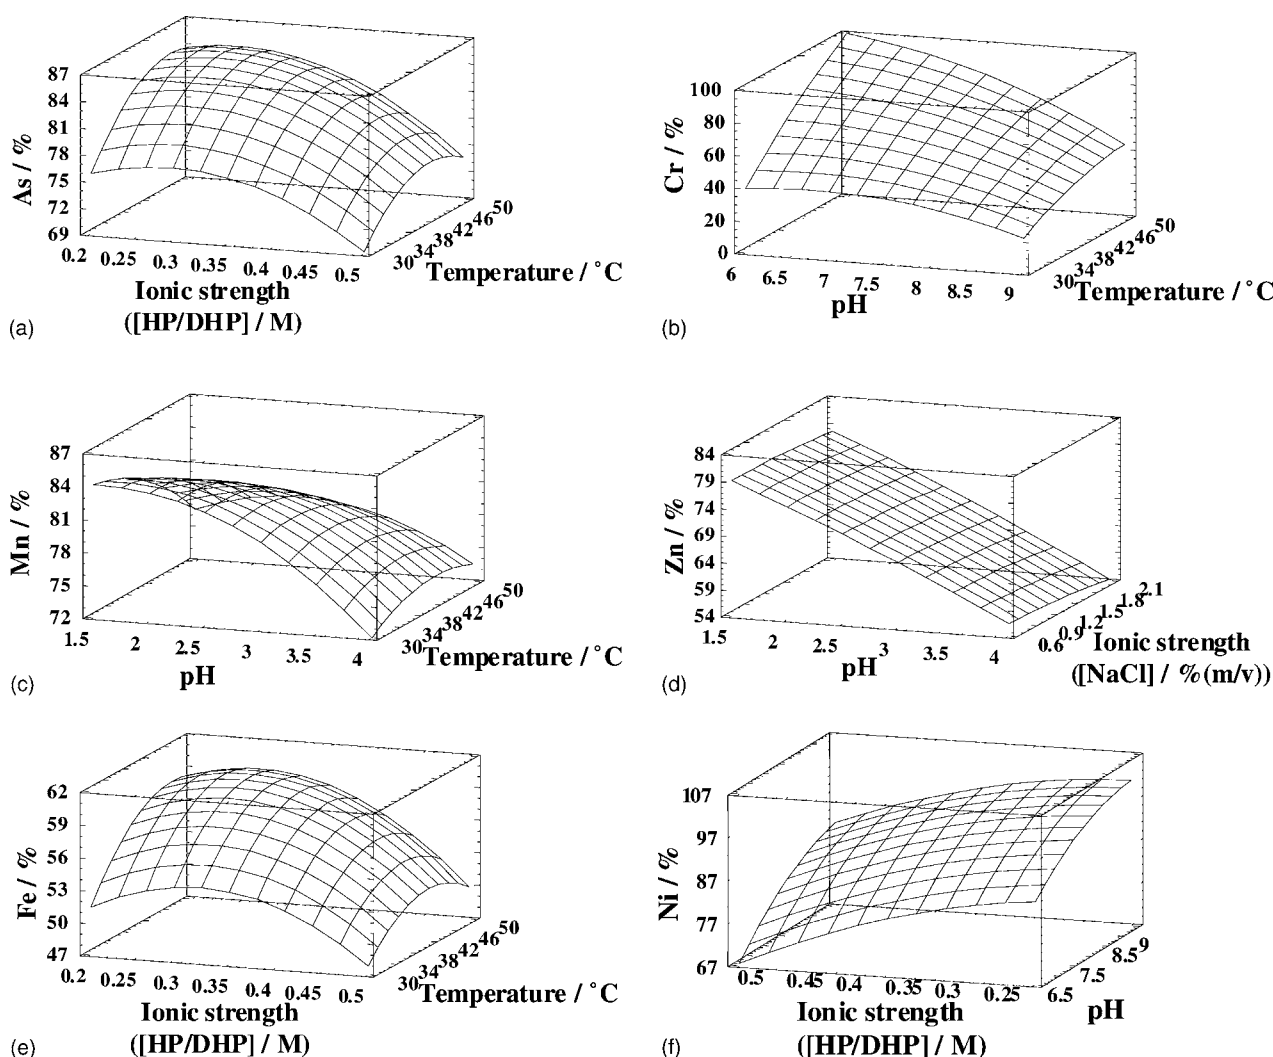 87
84
81
78
75
72
69
As / %
0.2 0.25 0.3 0.35 0.4 0.45 0.5
30 34 38 42 46 50
Temperature / °C
Ionic strength
([HP/DHP] / M)
(a)
100
80
60
40
20
0
Cr / %
6 6.5 7 7.5 8 8.5 9
30 34 38 42 46 50
Temperature / °C
pH
(b)
87
84
81
78
75
72
Mn / %
1.5 2 2.5 3 3.5 4
30 34 38 42 46 50
Temperature / °C
pH
(c)
84
79
74
69
64
59
54
Zn / %
1.5 2 2.5 3 3.5 4
0.6 0.9 1.2 1.5 1.8 2.1
pH
Ionic strength
([NaCl] / %(m/v))
(d)
62
59
56
53
50
47
Fe / %
0.2 0.25 0.3 0.35 0.4 0.45 0.5
30 34 38 42 46 50
Temperature / °C
Ionic strength
([HP/DHP] / M)
(e)
107
97
87
77
67
Ni / %
0.5 0.45 0.4 0.35 0.3 0.25
6.5 7.5 8.5 9
pH
Ionic strength
([HP/DHP] / M)
(f)